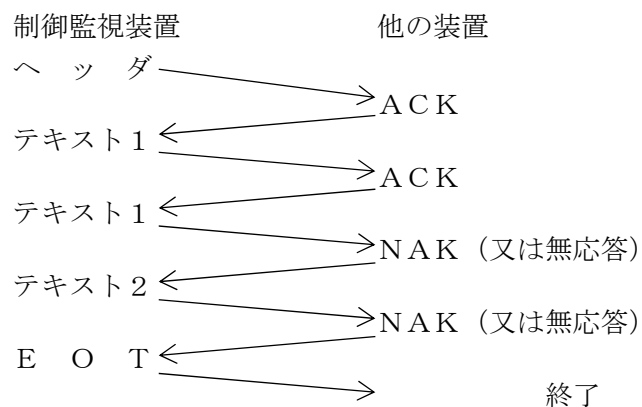 制御監視装置　　　　　　他の装置
ヘ　ッ　ダ
ＡＣＫ
テキスト１
ＡＣＫ
テキスト１
ＮＡＫ（又は無応答）
テキスト２
ＮＡＫ（又は無応答）
Ｅ　Ｏ　Ｔ
終了